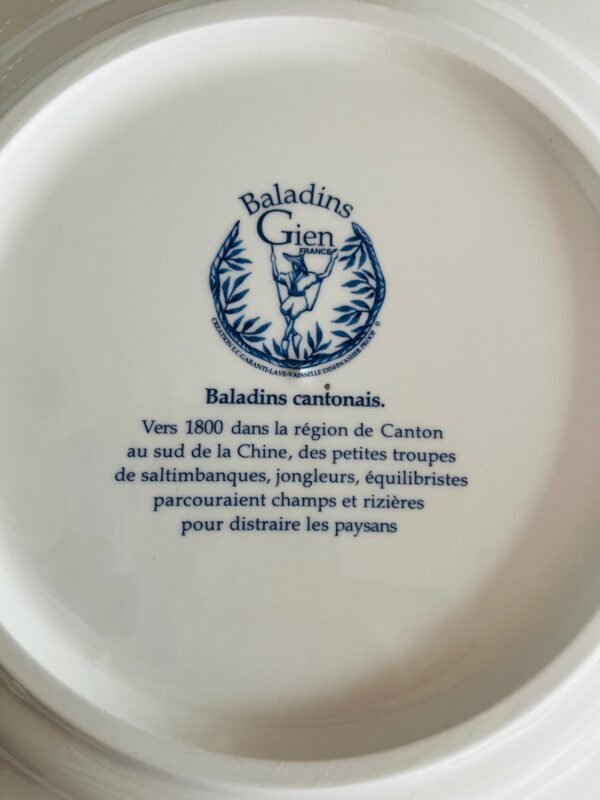 Baladins
Gien
FRANCE
CREATION E.C. GARANTI-LAVE-VAISSELLE DISHWASHER PROOF ©
Baladins cantonais.
Vers 1800 dans la région de Canton
au sud de la Chine, des petites troupes
de saltimbanques, jongleurs, équilibristes
parcouraient champs et rizières
pour distraire les paysans